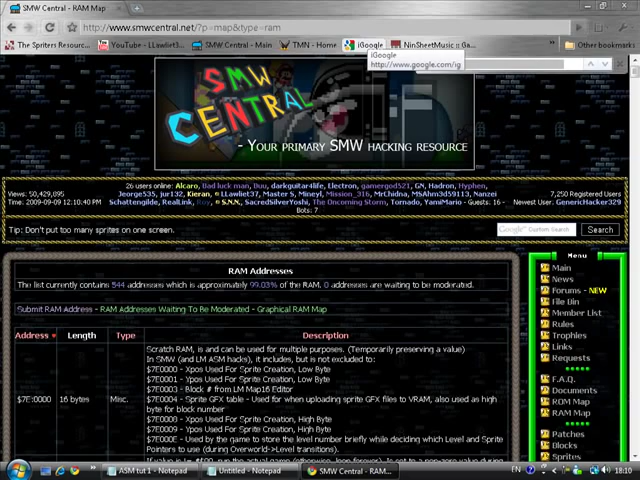 SMW Central - RAM Map
http://www.smwcentral.net/?p=map&type=ram
The Spriters Resourc...
YouTube - LLawliet3...
SMW Central - Main
TMN - Home
iGoogle
NinSheetMusic :: Ga...
Other bookmarks
iGoogle
http://www.google.com/ig
SMW
CENTRAL
- YOUR PRIMARY SMW HACKING RESOURCE
26 users online: Alcaro, Bad luck man, Buu, darkguitar4life, Electron, gamergod521, GN, Hadron, Hyphen,
Views: 50,429,095
George535, jur132, Kieran, LLawliet37, Master S, Mineyl, Mission_316, MrChidna, MSAhm3d59113, Nanzei
7,250 Registered Users
Time: 2009-09-09 12:10:40 PM
Schattengilde, RealLink, Roy, S.N.N., SacredSilverYoshi, The Oncoming Storm, Tornado, YamiMario - Guests: 16 -
Newest User: GenericHacker329
Bots: 7
Tip: Don't put too many sprites on one screen.
Google™ Custom Search
Search
RAM Addresses
The list currently contains 544 addresses which is approximately 99.03% of the RAM. 0 addresses are waiting to be moderated.
Submit RAM Address - RAM Addresses Waiting To Be Moderated - Graphical RAM Map
Address
Length
Type
Description
$7E:0000
16 bytes
Misc.
Scratch RAM, is and can be used for multiple purposes. (Temporarily preserving a value)
In SMW (and LM ASM hacks), it includes, but is not excluded to:
$7E0000 - Xpos Used For Sprite Creation, Low Byte
$7E0001 - Ypos Used For Sprite Creation, Low Byte
$7E0003 - Block # from LM Map16 Editor
$7E0004 - Sprite GFX table - Used for when uploading sprite GFX files to VRAM, also used as high
byte for block number
$7E0008 - Xpos Used For Sprite Creation, High Byte
$7E0009 - Ypos Used For Sprite Creation, High Byte
$7E000E - Used by the game to store the level number briefly while deciding which Level and Sprite
Pointers to use (during Overworld->Level transitions).
Menu
Main
News
Forums - NEW
File Bin
Member List
Rules
Trophies
Links
Requests
F.A.Q.
Documents
ROM Map
RAM Map
Patches
Blocks
Sprites
ASM tut 1 - Notepad
Untitled - Notepad
SMW Central - RAM...
EN
18:10